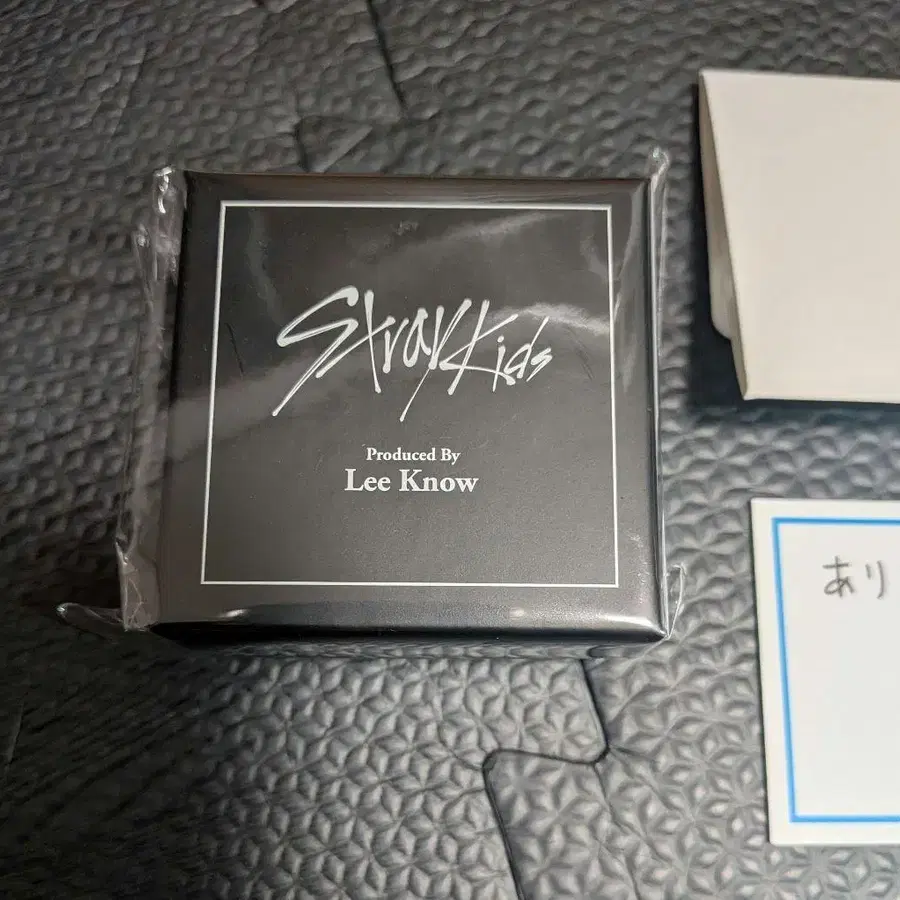 Stray Kids
Produced By
Lee Know
あり